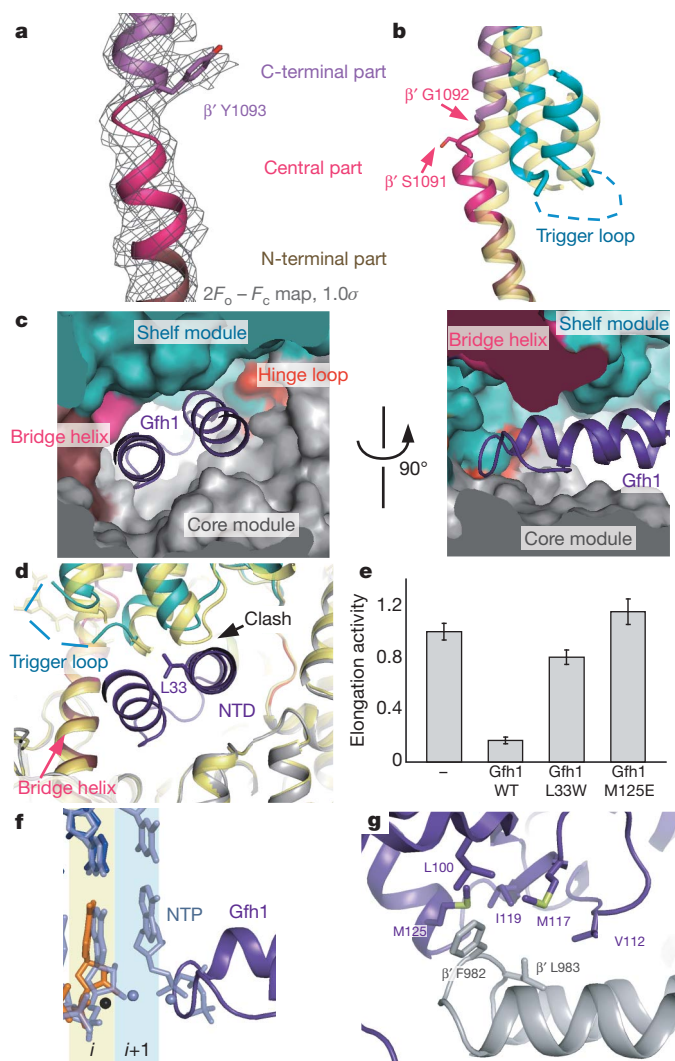 a
C-terminal part
β′ Y1093
Central part
N-terminal part
2Fo – Fc map, 1.0σ
b
β′ G1092
β′ S1091
Trigger loop
c
Shelf module
Hinge loop
Gfh1
Bridge helix
Core module
90°
Bridge helix
Shelf module
Gfh1
Core module
d
Clash
Trigger loop
L33
NTD
Bridge helix
e
Elongation activity
1.2
0.8
0.4
0
– Gfh1 Gfh1 Gfh1
WT L33W M125E
f
NTP
Gfh1
i i+1
g
L100
I119
M125
M117
V112
β′ F982
β′ L983